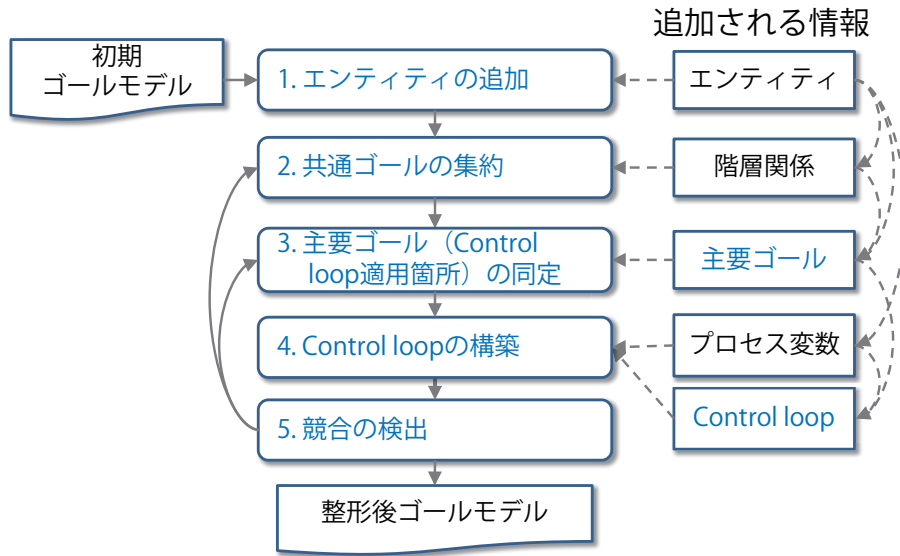 追加される情報
初期
ゴールモデル
1. エンティティの追加
エンティティ
2. 共通ゴールの集約
階層関係
3. 主要ゴール（Control
loop適用箇所）の同定
主要ゴール
4. Control loopの構築
プロセス変数
5. 競合の検出
Control loop
整形後ゴールモデル